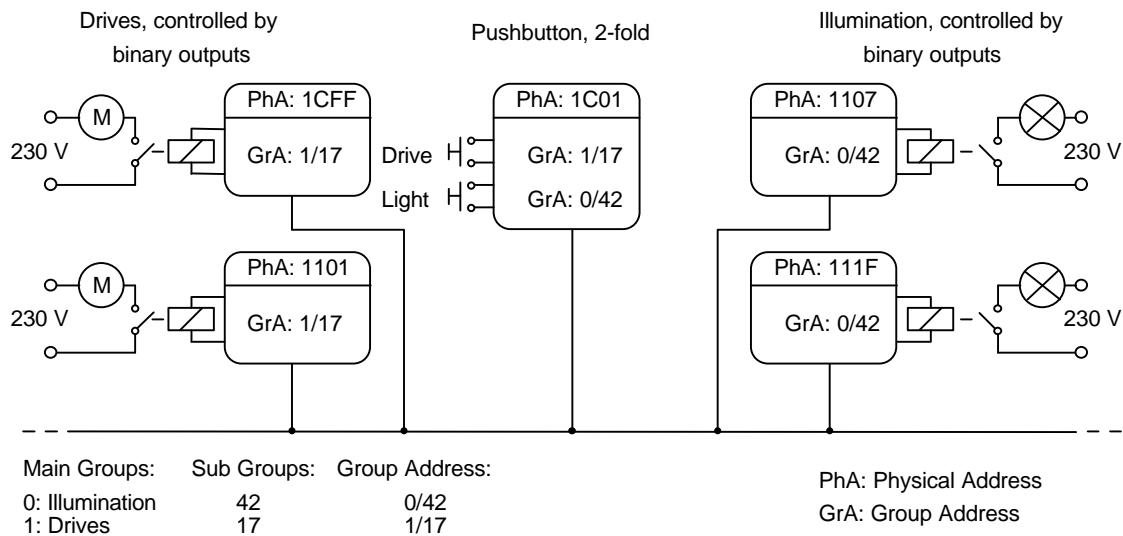 Drives, controlled by
binary outputs
Pushbutton, 2-fold
Illumination, controlled by
binary outputs
PhA: 1CFF
M
230 V
GrA: 1/17
PhA: 1C01
Drive
GrA: 1/17
Light
GrA: 0/42
PhA: 1107
GrA: 0/42
230 V
PhA: 1101
M
230 V
GrA: 1/17
PhA: 111F
GrA: 0/42
230 V
Main Groups: Sub Groups: Group Address:
0: Illumination 42 0/42
1: Drives 17 1/17
PhA: Physical Address
GrA: Group Address